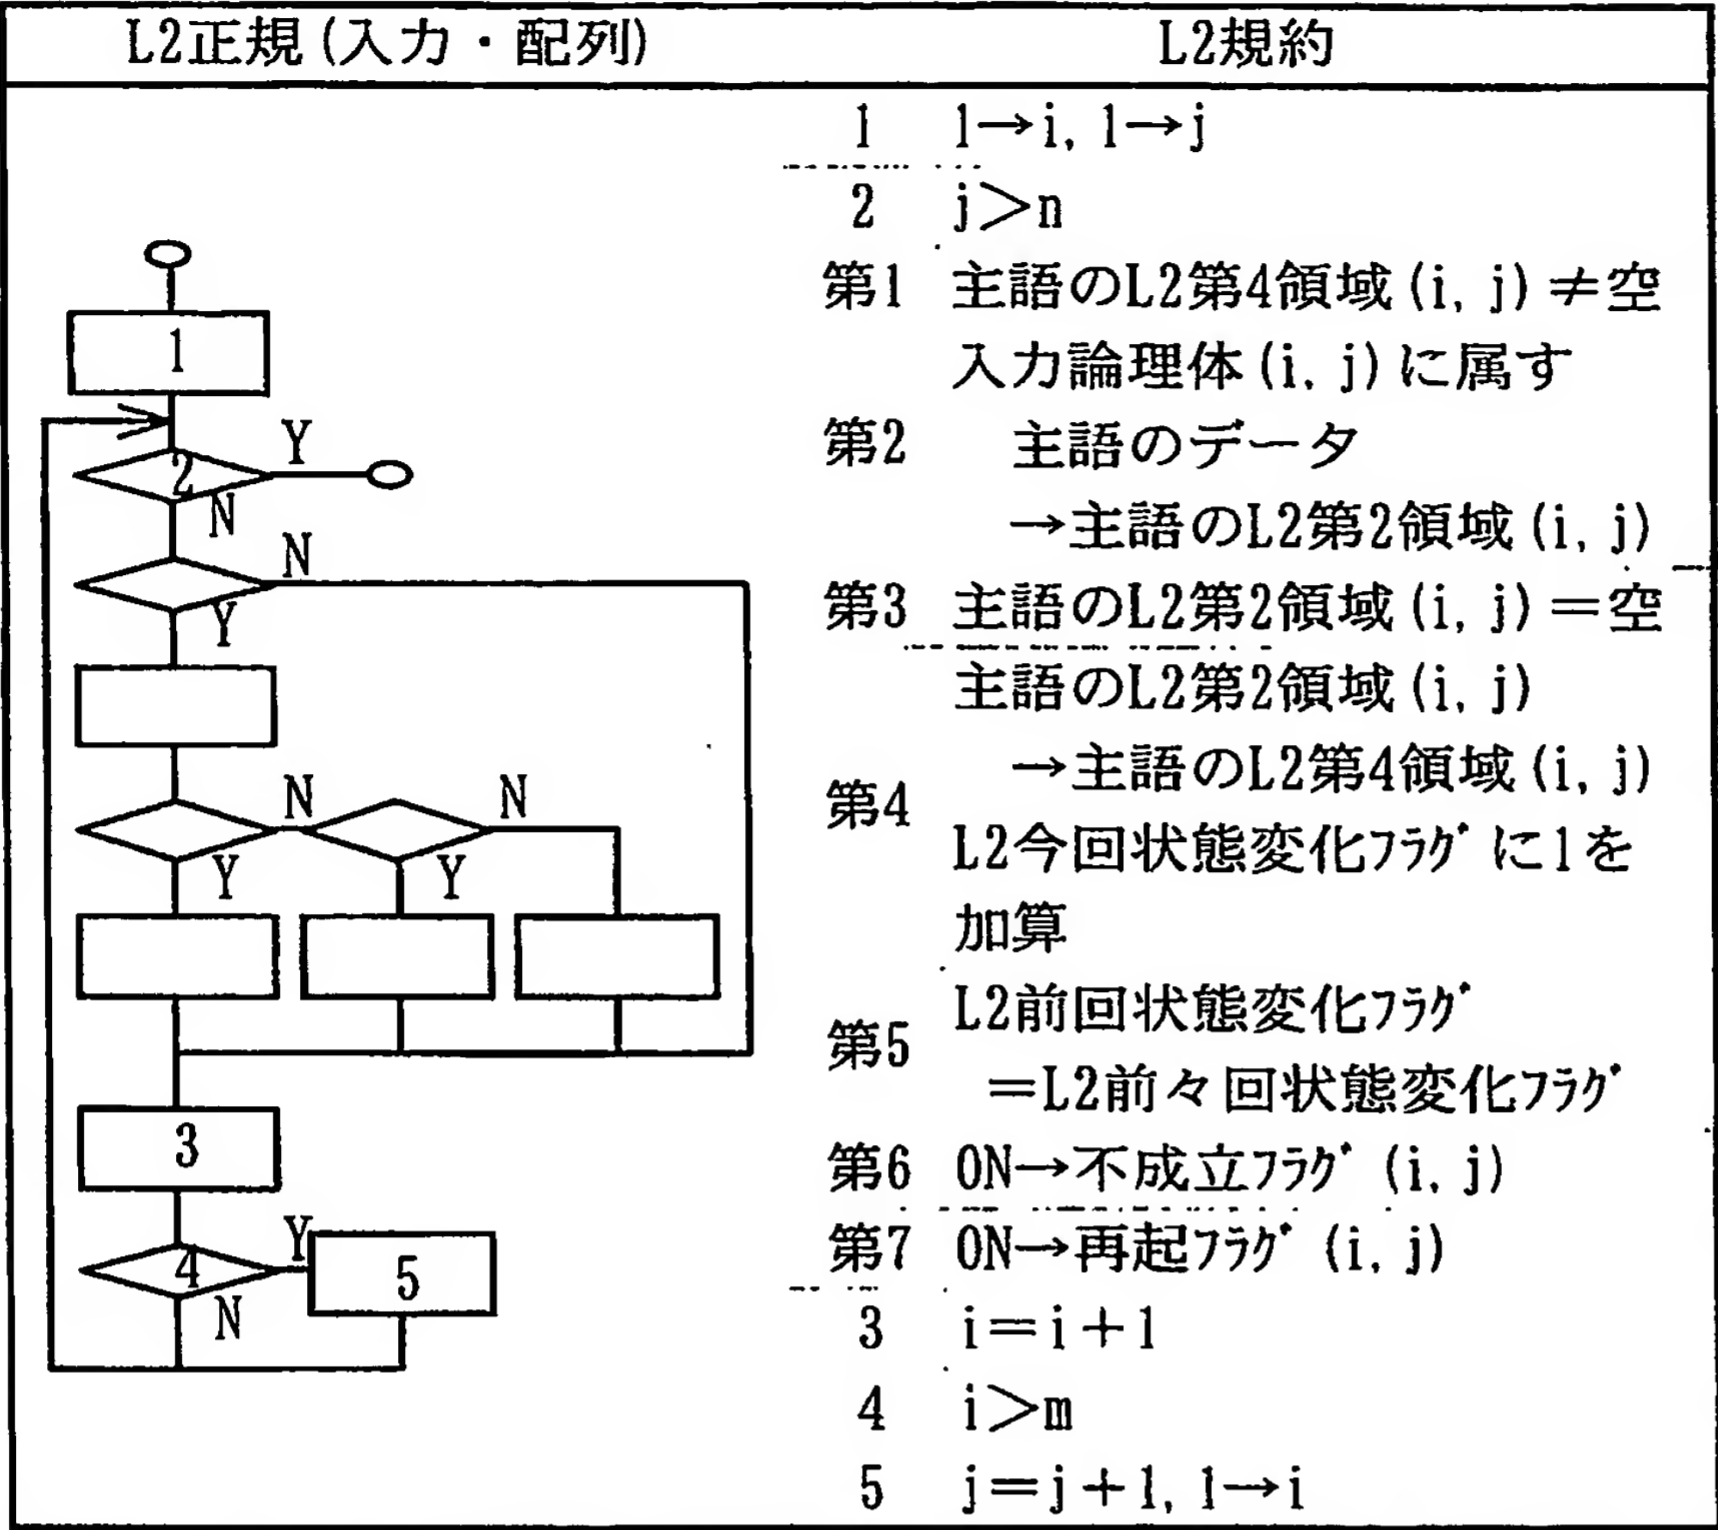 L2正規(入力・配列)
L2規約
1
Y
2
N
N
Y
N
N
Y
Y
3
Y
4
5
N
1 1→i, 1→j
2 j>n
第1 主語のL2第4領域(i, j)≠空
入力論理体(i, j)に属す
第2 主語のデータ
→主語のL2第2領域(i, j)
第3 主語のL2第2領域(i, j)=空
主語のL2第2領域(i, j)
第4 →主語のL2第4領域(i, j)
L2今回状態変化フラグに1を
加算
第5 L2前回状態変化フラグ
=L2前々回状態変化フラグ
第6 ON→不成立フラグ(i, j)
第7 ON→再起フラグ(i, j)
3 i=i+1
4 i>m
5 j=j+1, 1→i